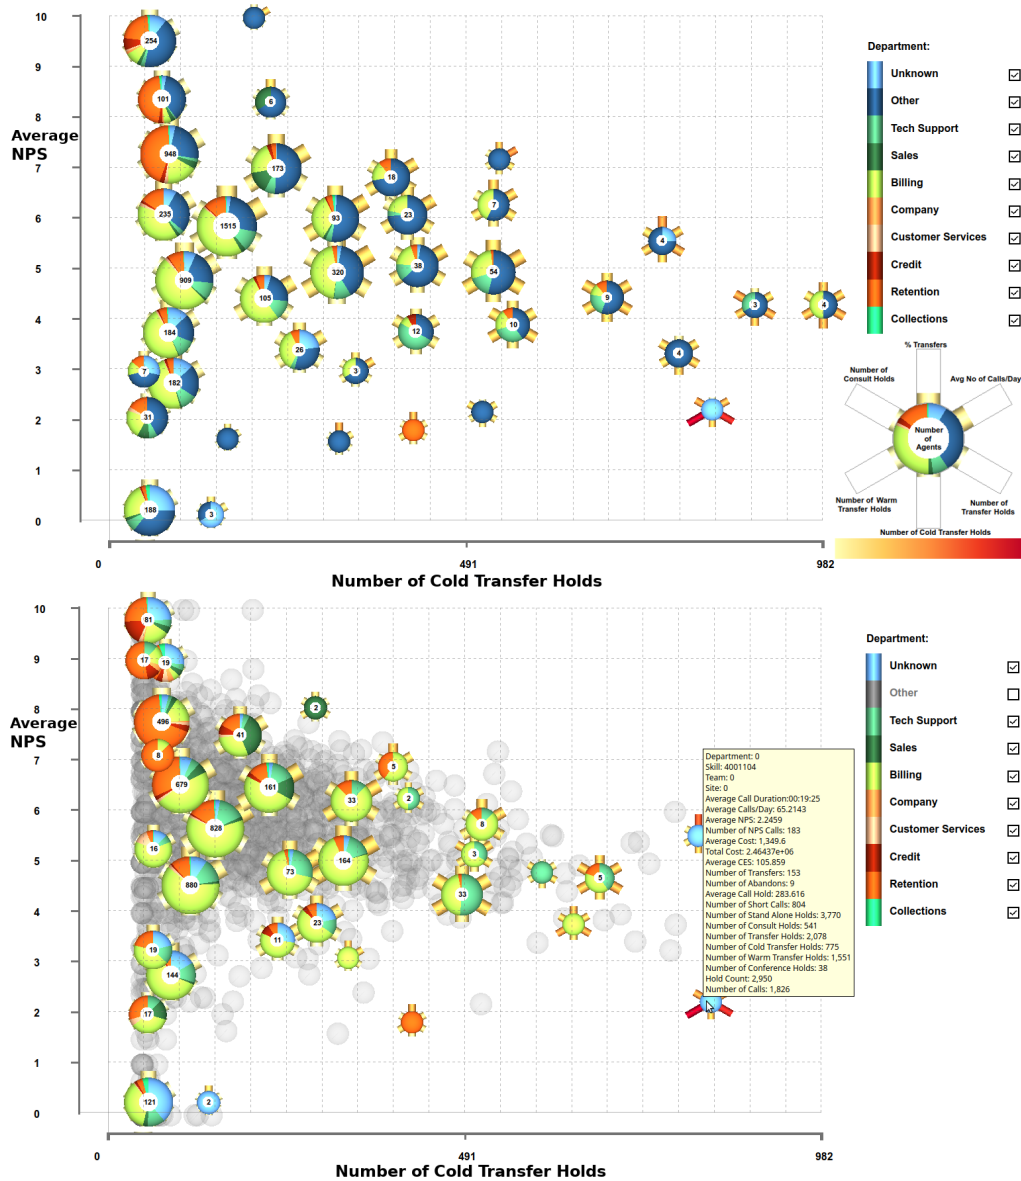 10
9
8
7
6
5
4
3
2
1
0
Average
NPS
254
101
6
948
173
18
235
1515
93
23
7
4
909
320
38
54
105
9
3
4
184
26
12
10
7
182
3
4
31
188
3
0
491
982
Number of Cold Transfer Holds
Department:
Unknown
Other
Tech Support
Sales
Billing
Company
Customer Services
Credit
Retention
Collections
% Transfers
Number of
Consult Holds
Avg No of Calls/Day
Number
of
Agents
Number of Warm
Transfer Holds
Number of
Transfer Holds
Number of Cold Transfer Holds
10
9
8
7
6
5
4
3
2
1
0
Average
NPS
81
17
19
496
2
41
8
5
679
161
33
2
828
8
16
164
3
73
880
33
5
23
11
19
144
17
121
2
Department: 0
Skill: 4001104
Team: 0
Site: 0
Average Call Duration:00:19:25
Average Calls/Day: 65.2143
Average NPS: 2.2459
Number of NPS Calls: 183
Average Cost: 1,349.6
Total Cost: 2.46437e+06
Average CES: 105.859
Number of Transfers: 153
Number of Abandons: 9
Average Call Hold: 283.616
Number of Short Calls: 804
Number of Stand Alone Holds: 3,770
Number of Consult Holds: 541
Number of Transfer Holds: 2,078
Number of Cold Transfer Holds: 775
Number of Warm Transfer Holds: 1,551
Number of Conference Holds: 38
Hold Count: 2,950
Number of Calls: 1,826
0
491
982
Number of Cold Transfer Holds
Department:
Unknown
Other
Tech Support
Sales
Billing
Company
Customer Services
Credit
Retention
Collections